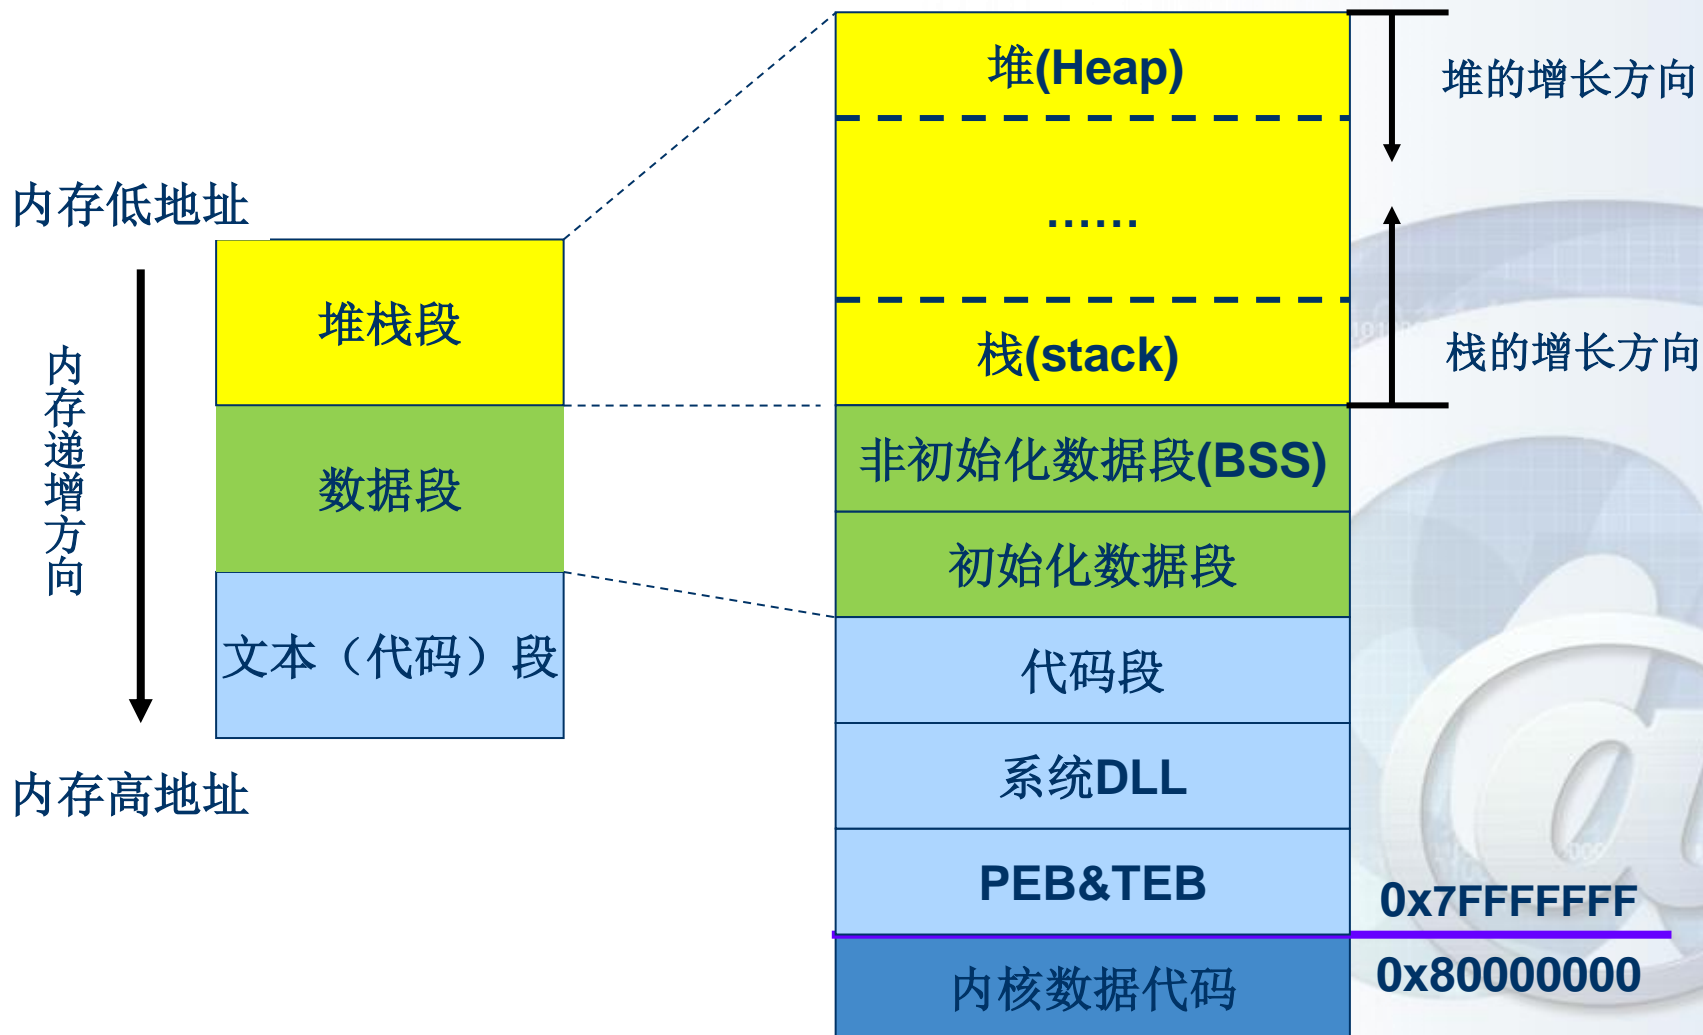 内存低地址
内存递增方向
内存高地址
堆栈段
数据段
文本（代码）段
堆(Heap)
……
栈(stack)
非初始化数据段(BSS)
初始化数据段
代码段
系统DLL
PEB&TEB
内核数据代码
堆的增长方向
栈的增长方向
0x7FFFFFFF
0x80000000